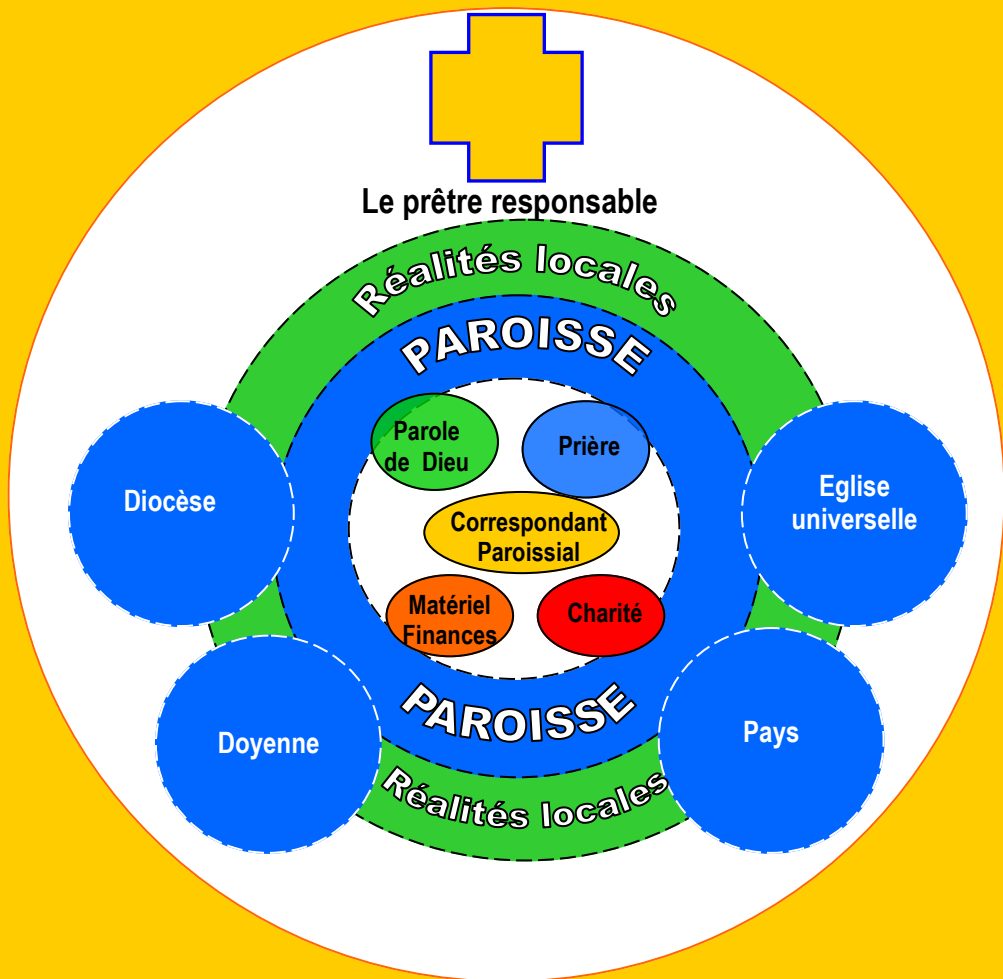 Le prêtre responsable
Réalités locales
PAROISSE
Parole
de Dieu
Prière
Diocèse
Eglise
universelle
Correspondant
Paroissial
Matériel
Finances
Charité
PAROISSE
Doyenne
Pays
Réalités locales